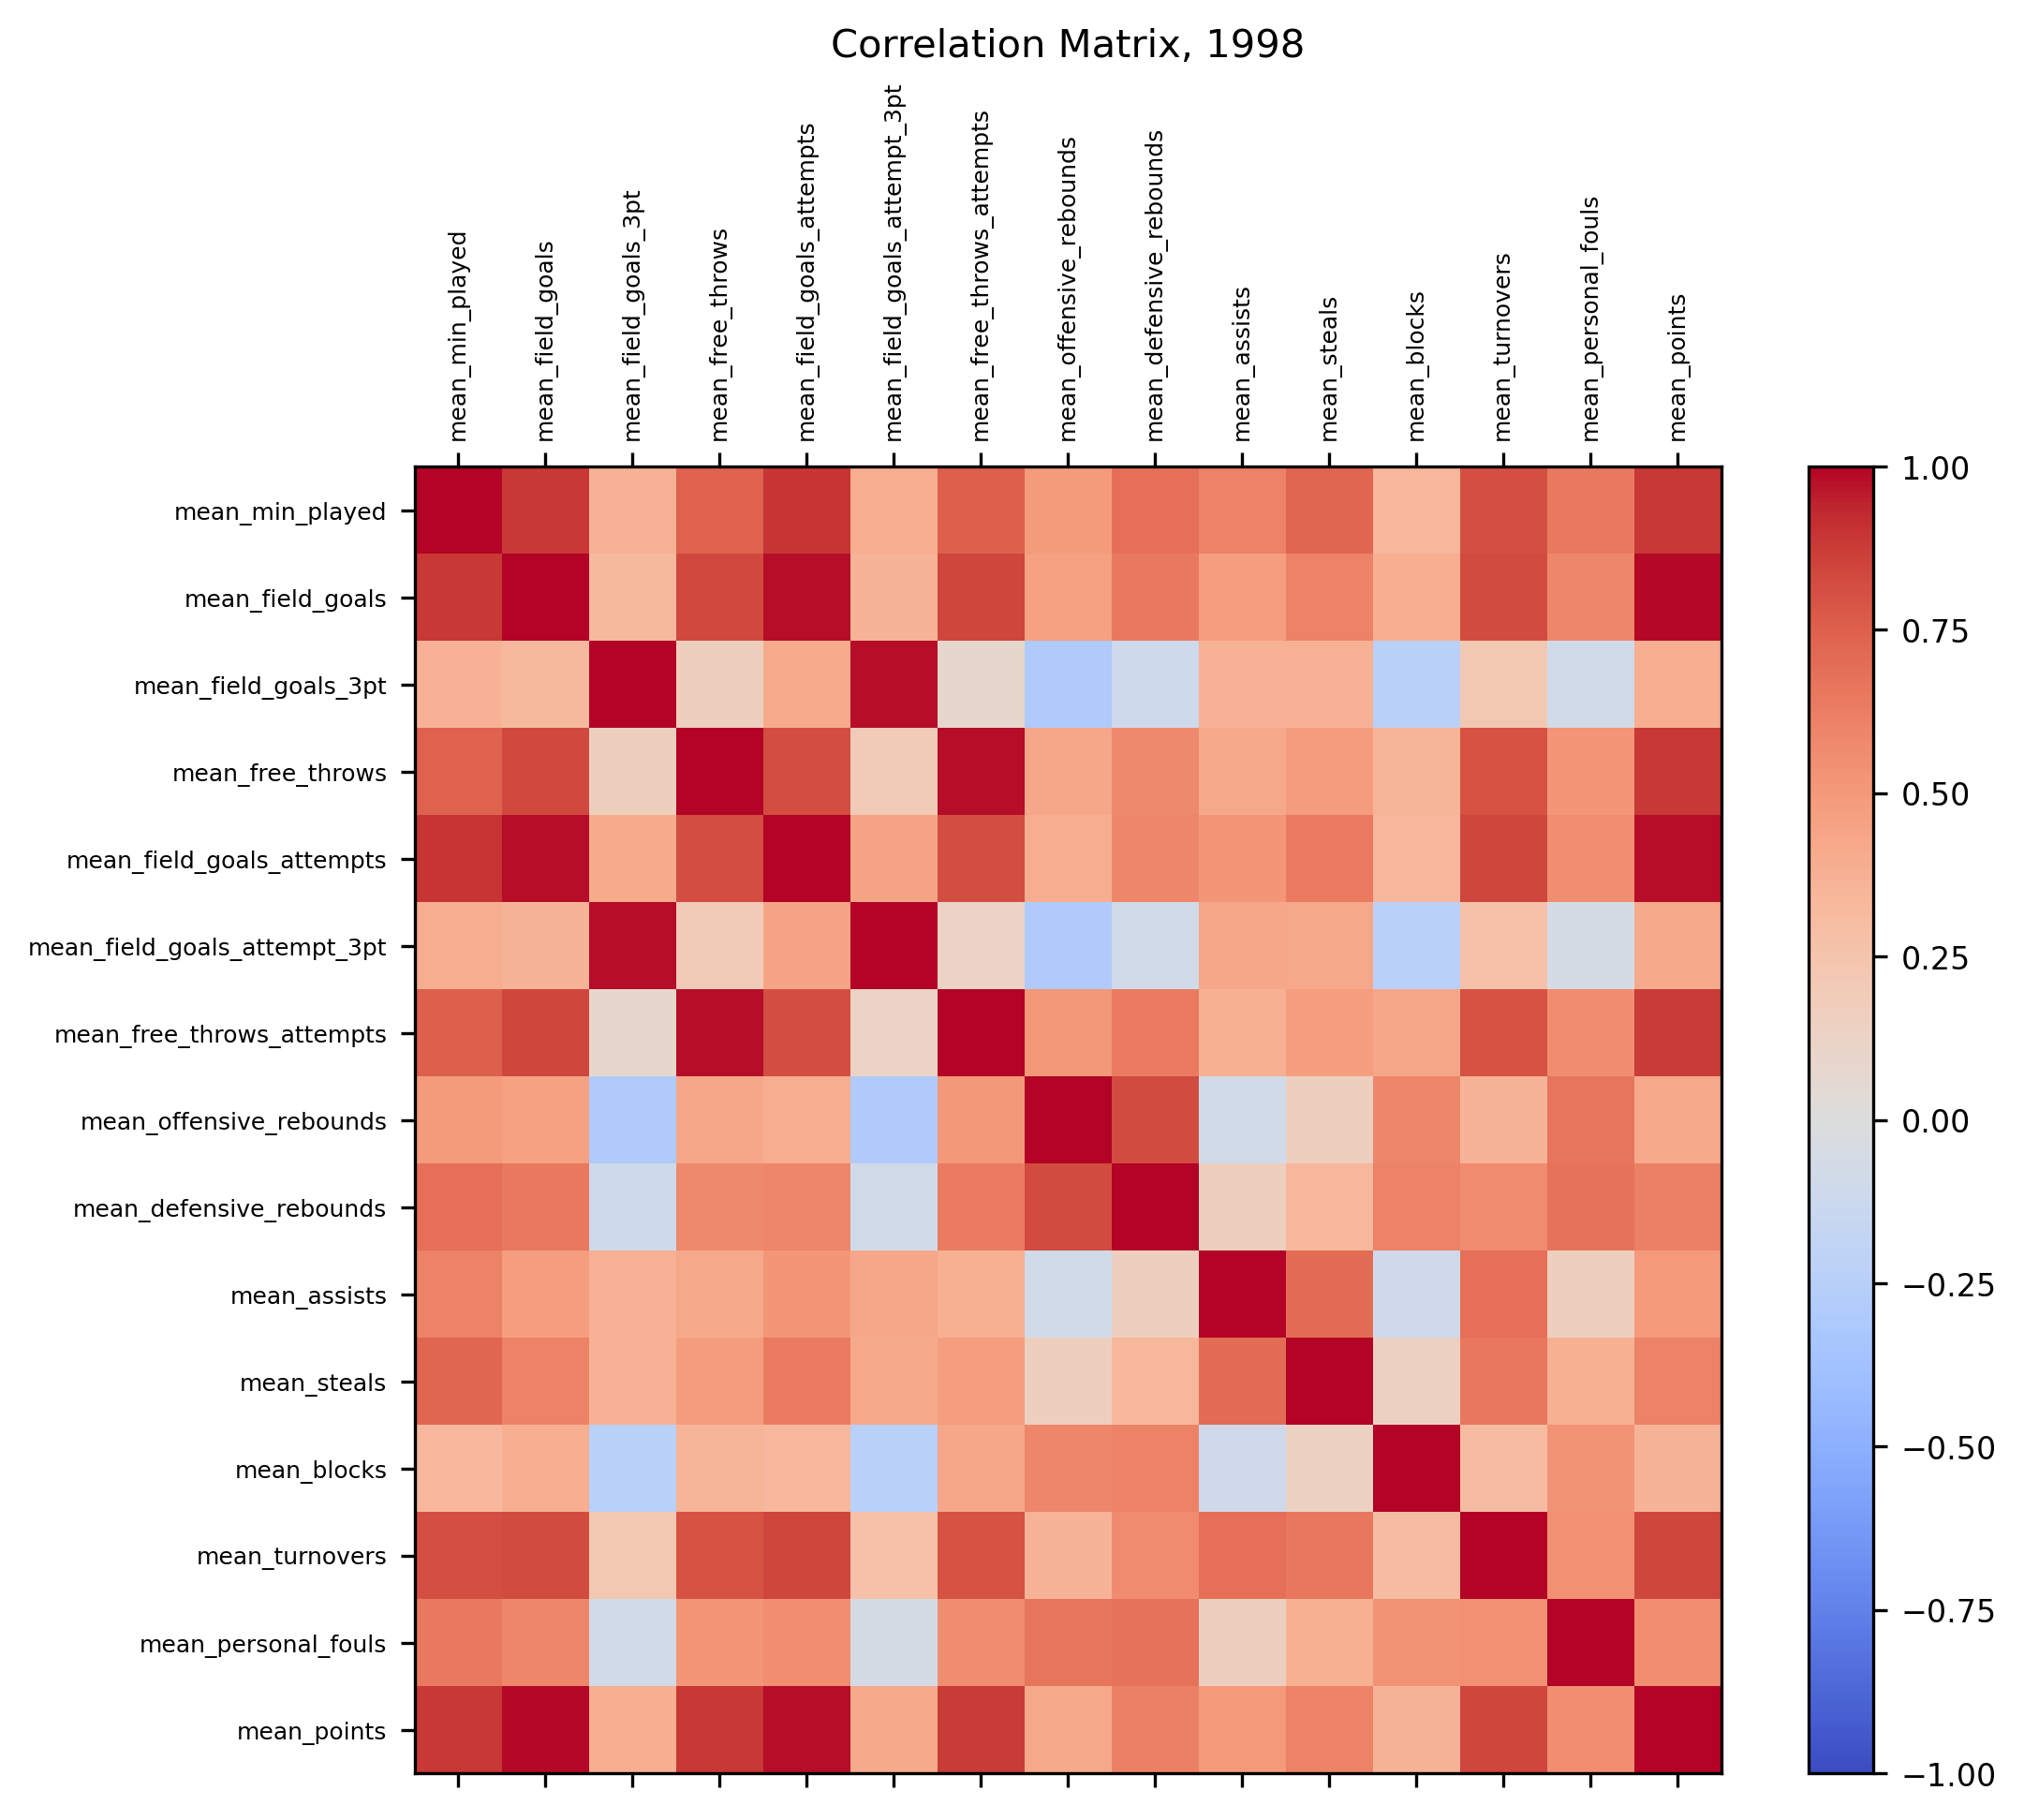 Correlation Matrix, 1998
mean_min_played
mean_field_goals
mean_field_goals_3pt
mean_free_throws
mean_field_goals_attempts
mean_field_goals_attempt_3pt
mean_free_throws_attempts
mean_offensive_rebounds
mean_defensive_rebounds
mean_assists
mean_steals
mean_blocks
mean_turnovers
mean_personal_fouls
mean_points
mean_min_played
mean_field_goals
mean_field_goals_3pt
mean_free_throws
mean_field_goals_attempts
mean_field_goals_attempt_3pt
mean_free_throws_attempts
mean_offensive_rebounds
mean_defensive_rebounds
mean_assists
mean_steals
mean_blocks
mean_turnovers
mean_personal_fouls
mean_points
1.00
0.75
0.50
0.25
0.00
−0.25
−0.50
−0.75
−1.00